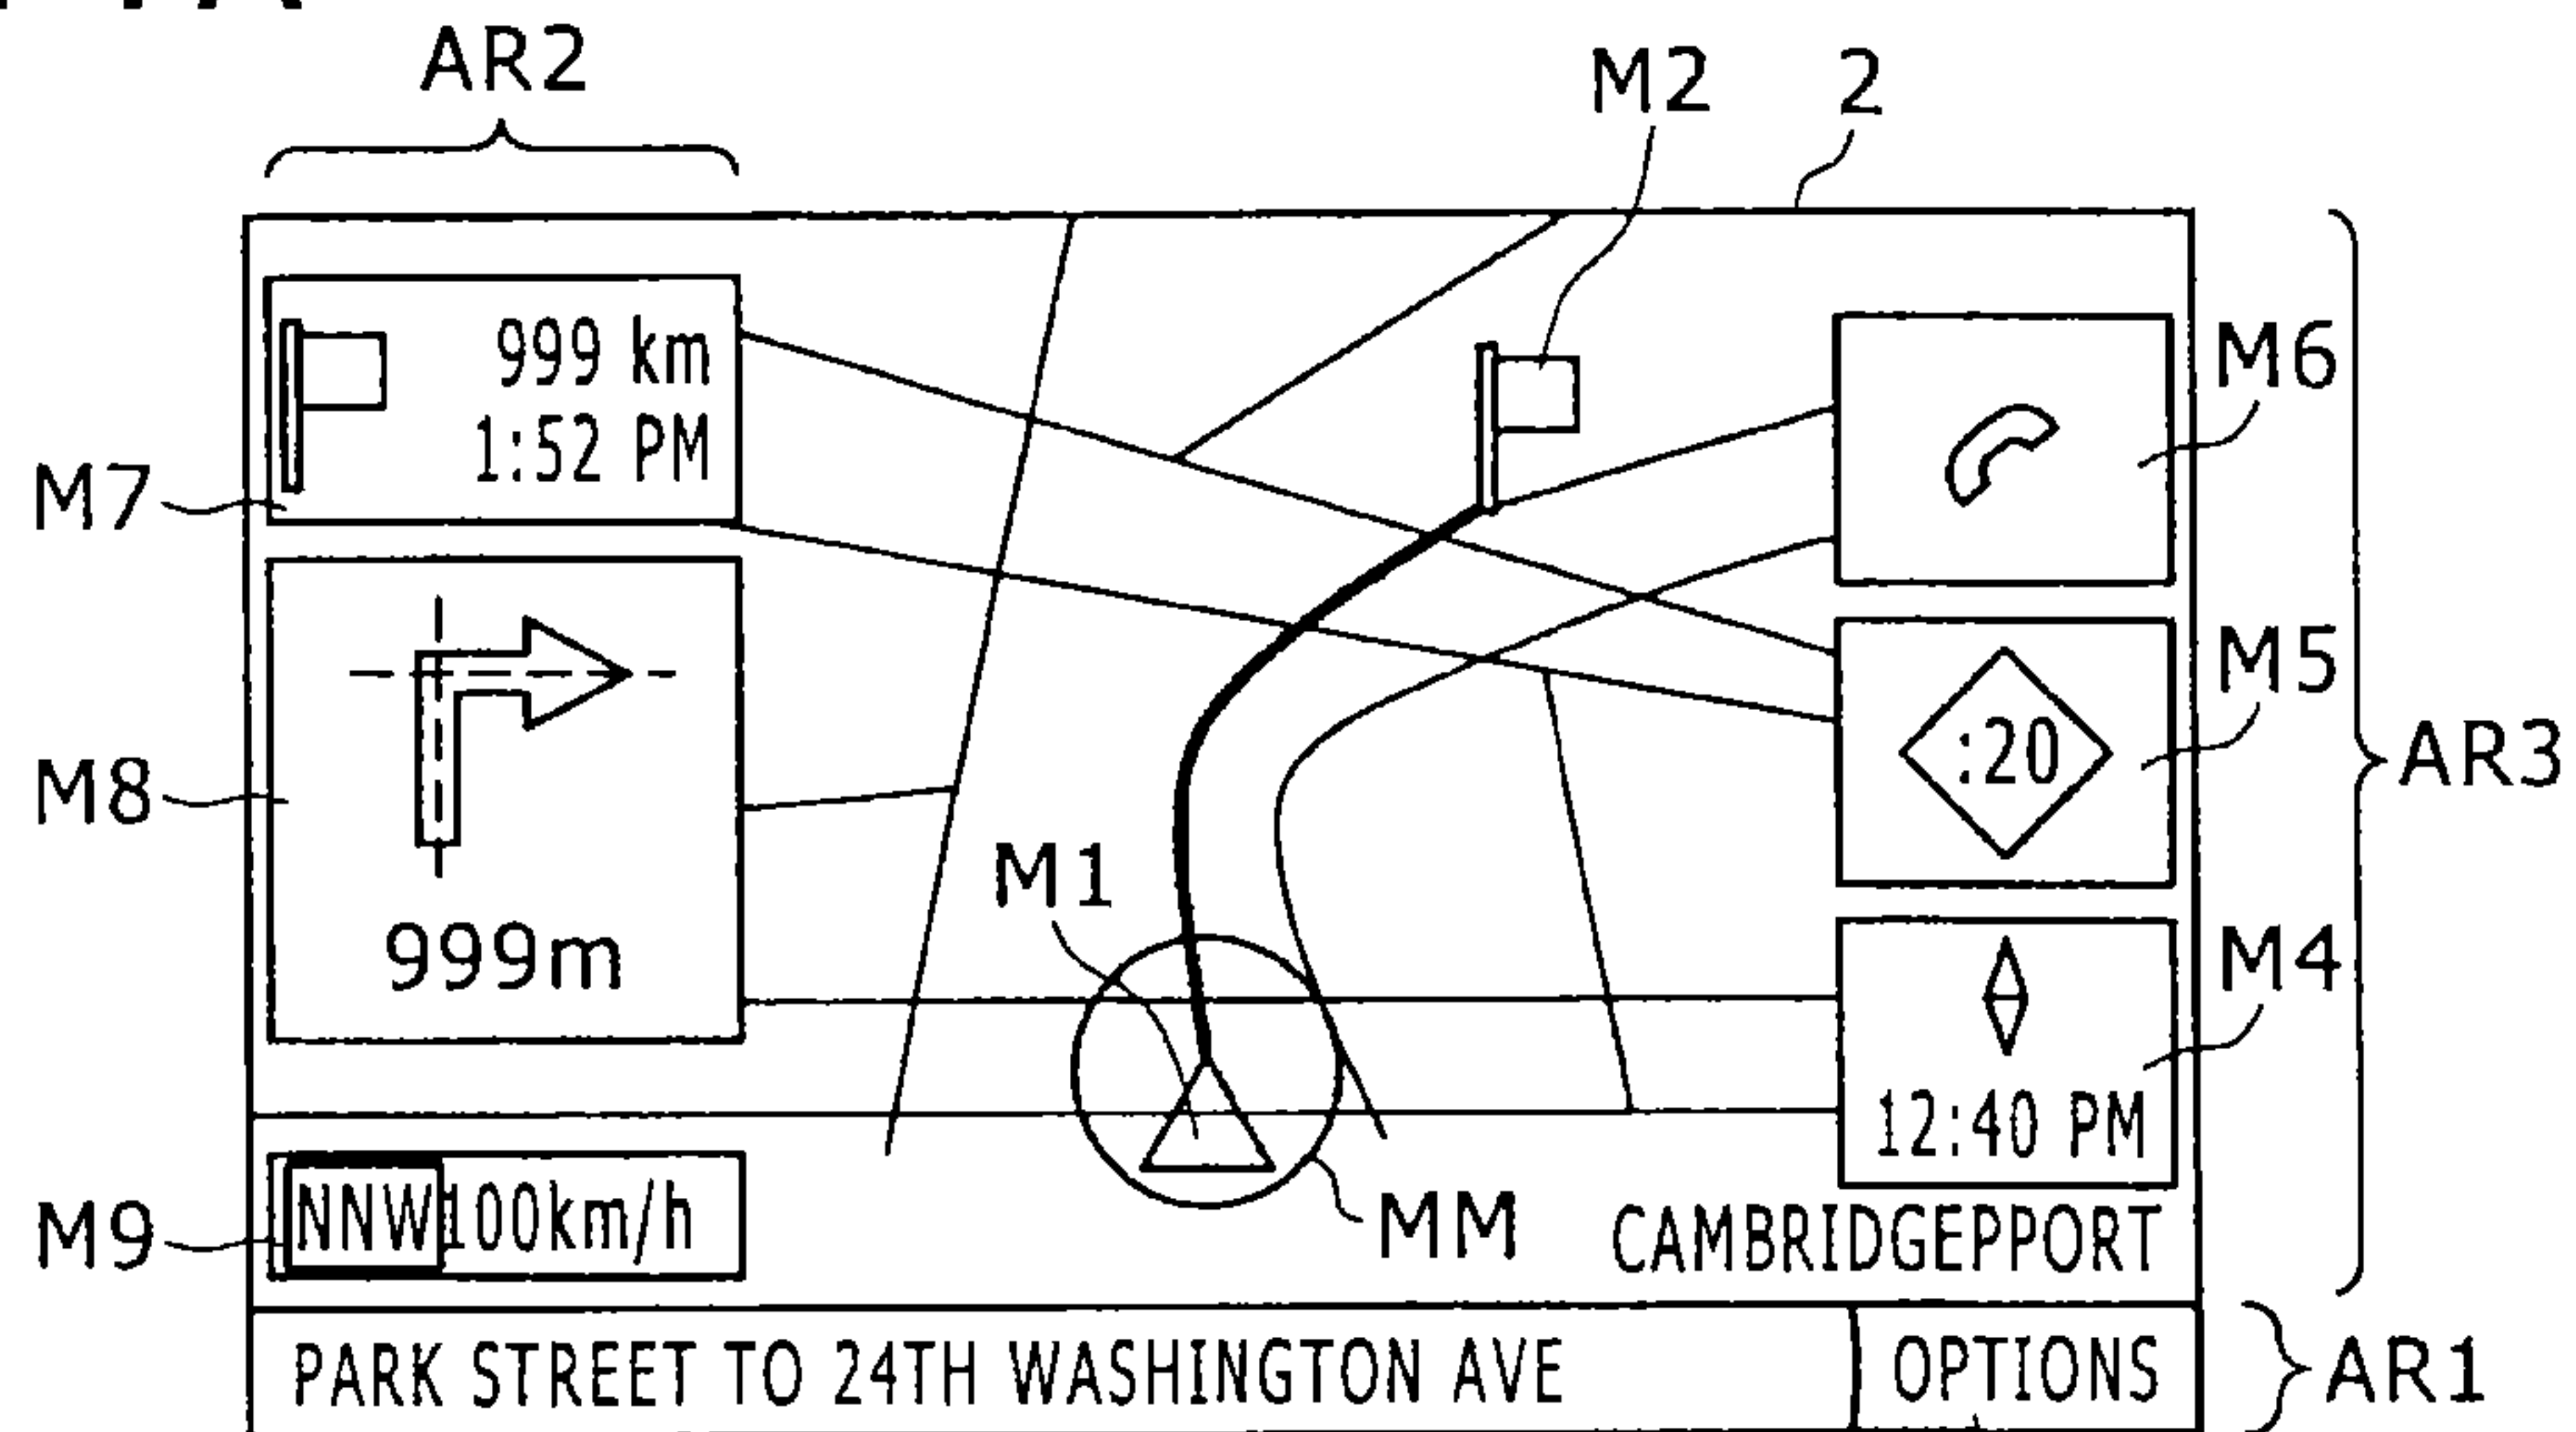 AR2
M2
2
999 km
1:52 PM
M6
M7
M5
:20
AR3
M8
M1
999m
M4
12:40 PM
NNW 100km/h
M9
MM
CAMBRIDGEPPORT
PARK STREET TO 24TH WASHINGTON AVE
OPTIONS
AR1